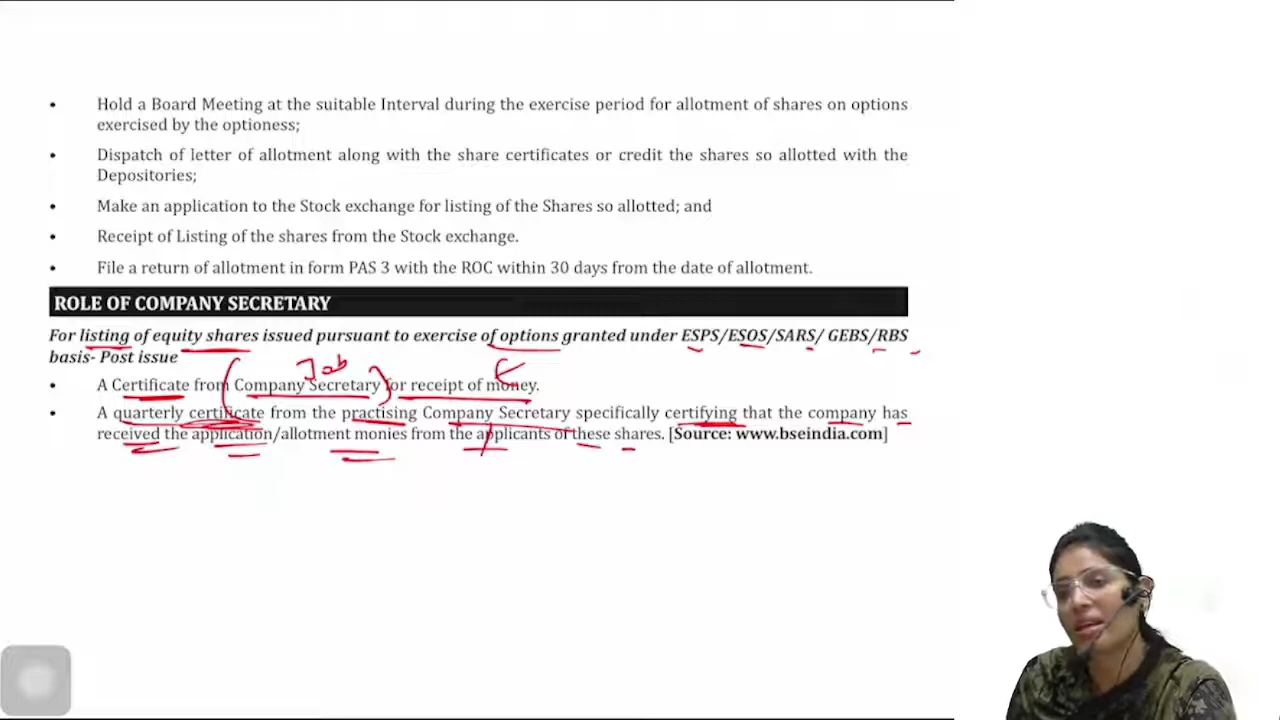 • Hold a Board Meeting at the suitable Interval during the exercise period for allotment of shares on options
exercised by the optioness;
• Dispatch of letter of allotment along with the share certificates or credit the shares so allotted with the
Depositories;
• Make an application to the Stock exchange for listing of the Shares so allotted; and
• Receipt of Listing of the shares from the Stock exchange.
• File a return of allotment in form PAS 3 with the ROC within 30 days from the date of allotment.
ROLE OF COMPANY SECRETARY
For listing of equity shares issued pursuant to exercise of options granted under ESPS/ESOS/SARS/ GEBS/RBS
basis- Post issue
Job
• A Certificate from Company Secretary for receipt of money.
• A quarterly certificate from the practising Company Secretary specifically certifying that the company has
received the application/allotment monies from the applicants of these shares. [Source: www.bseindia.com]